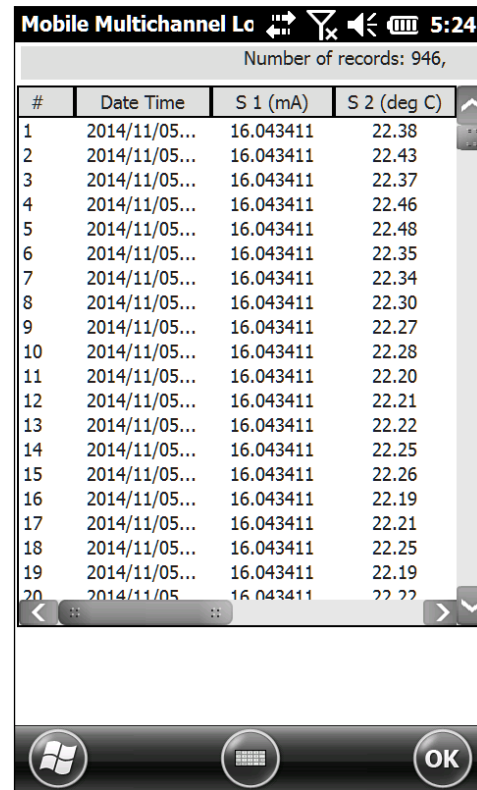 Mobile Multichannel Lo 5:24
Number of records: 946,
# Date Time S 1 (mA) S 2 (deg C)
1 2014/11/05... 16.043411 22.38
2 2014/11/05... 16.043411 22.43
3 2014/11/05... 16.043411 22.37
4 2014/11/05... 16.043411 22.46
5 2014/11/05... 16.043411 22.48
6 2014/11/05... 16.043411 22.35
7 2014/11/05... 16.043411 22.34
8 2014/11/05... 16.043411 22.30
9 2014/11/05... 16.043411 22.27
10 2014/11/05... 16.043411 22.28
11 2014/11/05... 16.043411 22.20
12 2014/11/05... 16.043411 22.21
13 2014/11/05... 16.043411 22.22
14 2014/11/05... 16.043411 22.25
15 2014/11/05... 16.043411 22.26
16 2014/11/05... 16.043411 22.19
17 2014/11/05... 16.043411 22.21
18 2014/11/05... 16.043411 22.25
19 2014/11/05... 16.043411 22.19
20 2014/11/05 16.043411 22.22
OK